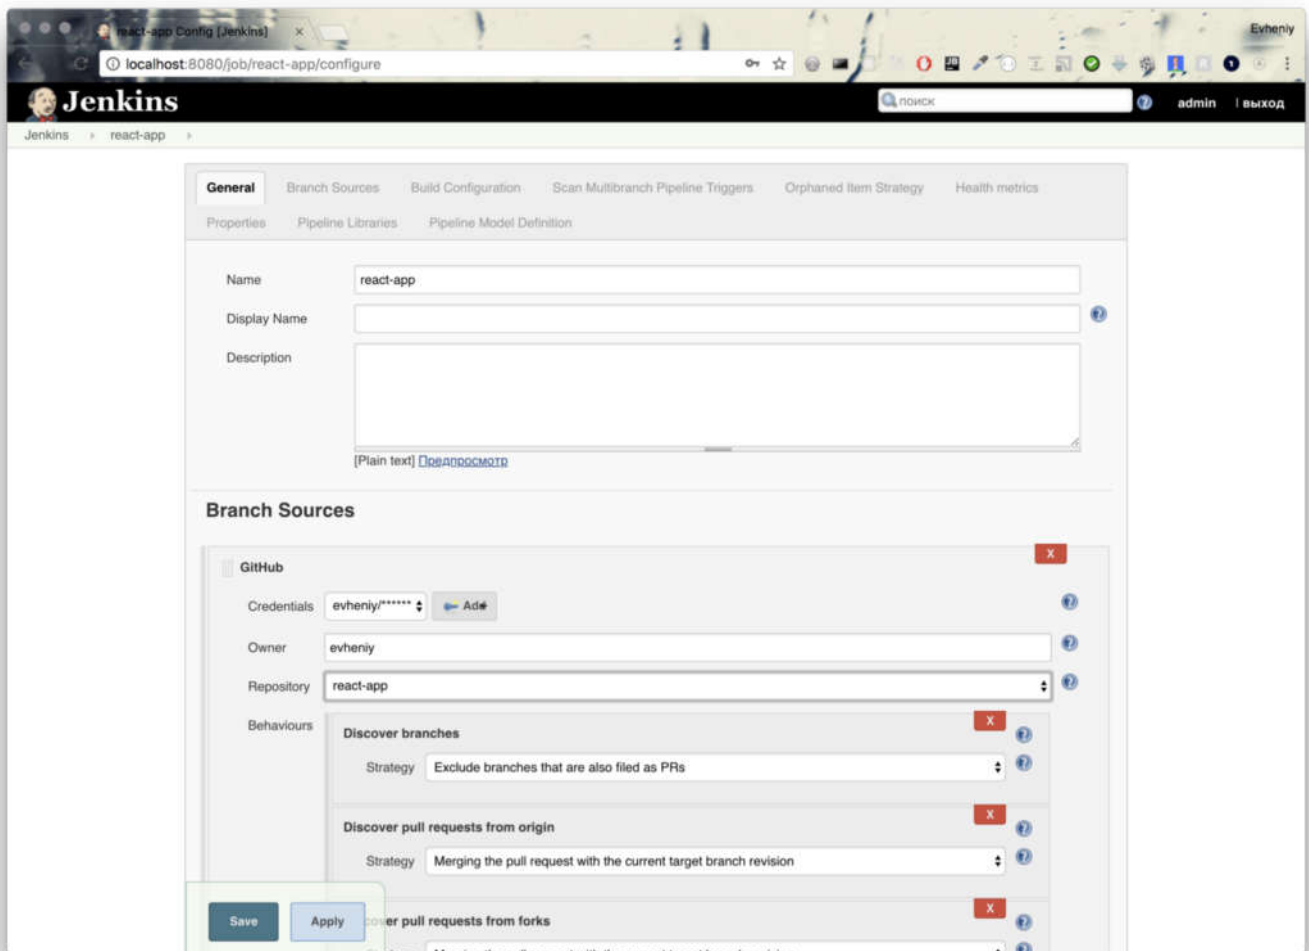 react-app Config [Jenkins]
Evheniy
localhost:8080/job/react-app/configure
Jenkins
поиск
admin | выход
Jenkins react-app
General Branch Sources Build Configuration Scan Multibranch Pipeline Triggers Orphaned Item Strategy Health metrics
Properties Pipeline Libraries Pipeline Model Definition
Name react-app
Display Name
Description
[Plain text] Предпросмотр
Branch Sources
X
GitHub
Credentials evheniy/****** Add
Owner evheniy
Repository react-app
Behaviours
X
Discover branches
Strategy Exclude branches that are also filed as PRs
X
Discover pull requests from origin
Strategy Merging the pull request with the current target branch revision
X
Save Apply over pull requests from forks